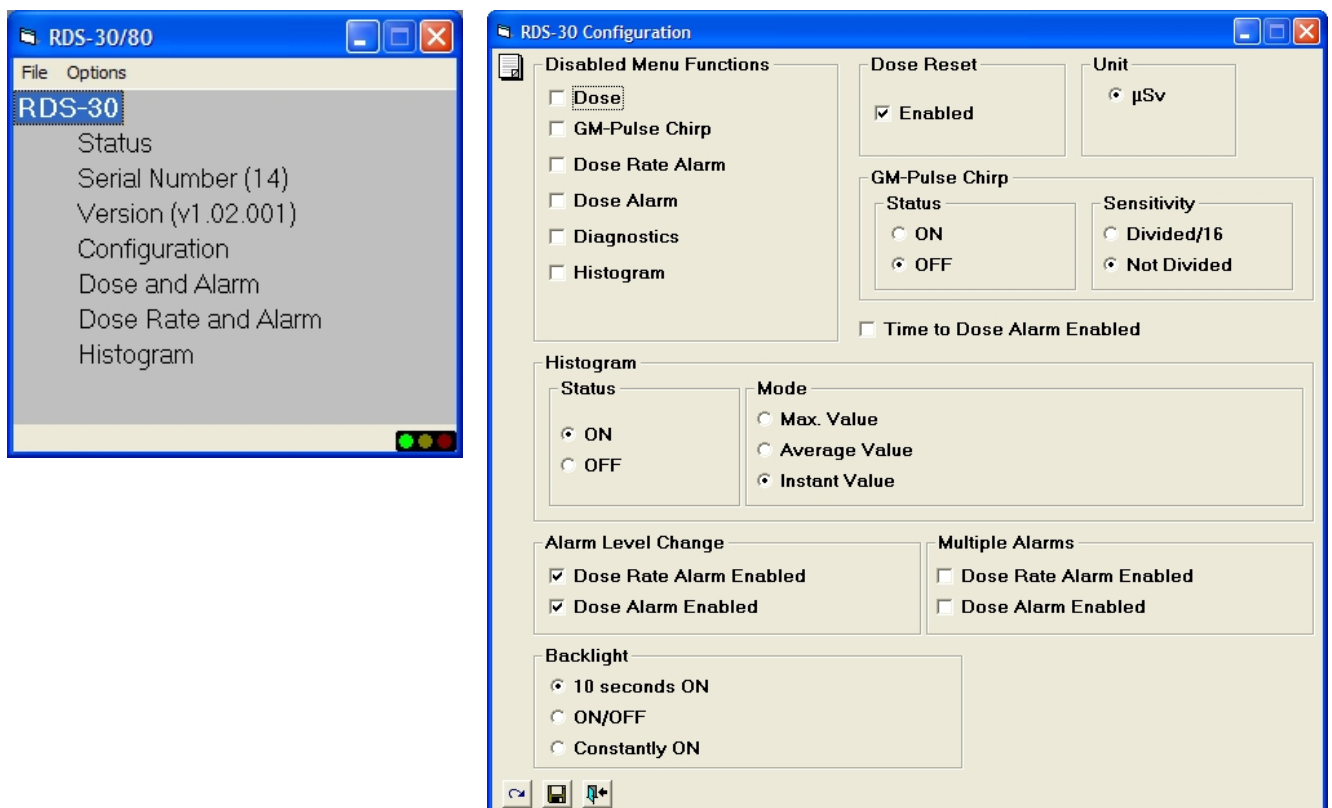 RDS-30/80
File Options
RDS-30
Status
Serial Number (14)
Version (v1.02.001)
Configuration
Dose and Alarm
Dose Rate and Alarm
Histogram
RDS-30 Configuration
Disabled Menu Functions
Dose
GM-Pulse Chirp
Dose Rate Alarm
Dose Alarm
Diagnostics
Histogram
Dose Reset
Enabled
Unit
µSv
GM-Pulse Chirp
Status
ON
OFF
Sensitivity
Divided/16
Not Divided
Time to Dose Alarm Enabled
Histogram
Status
ON
OFF
Mode
Max. Value
Average Value
Instant Value
Alarm Level Change
Dose Rate Alarm Enabled
Dose Alarm Enabled
Multiple Alarms
Dose Rate Alarm Enabled
Dose Alarm Enabled
Backlight
10 seconds ON
ON/OFF
Constantly ON